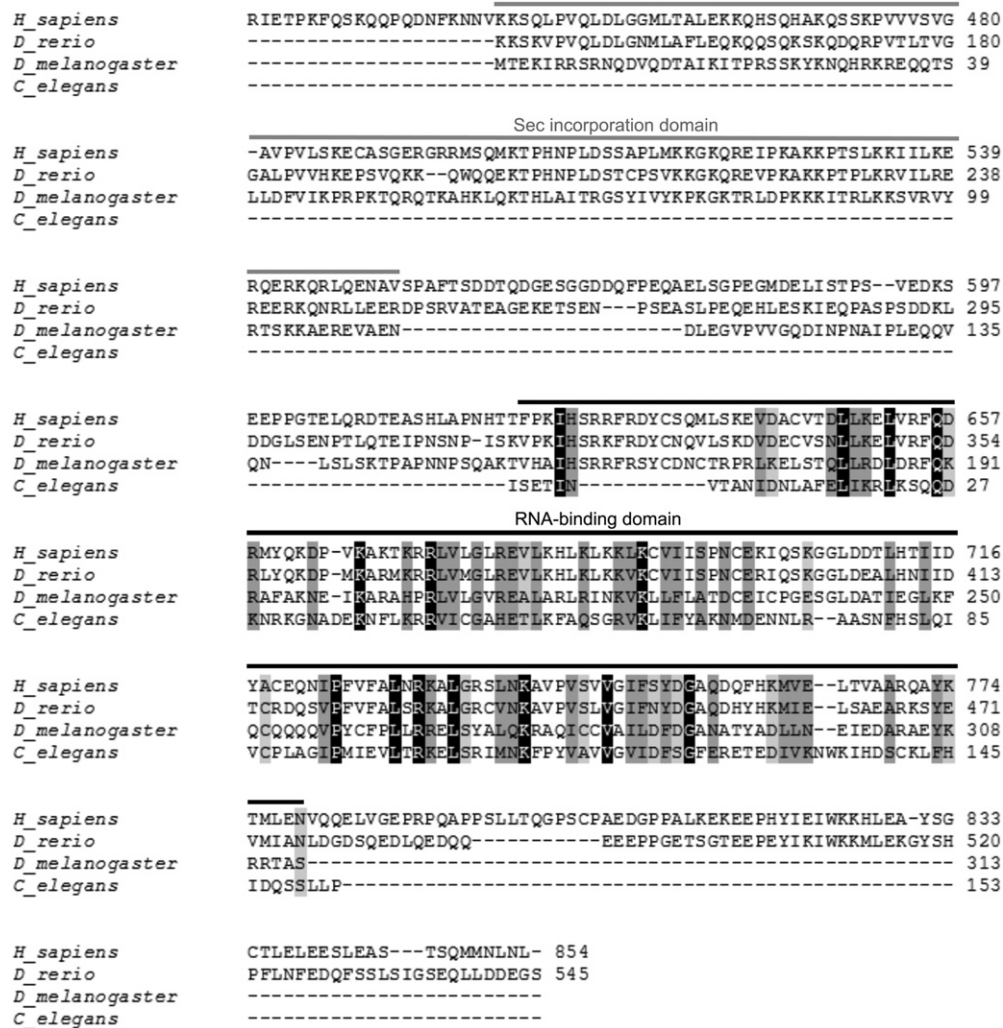 H_sapiens RIETPKFQSKQQPQDNFKNNVKKSQLPVQLDLGGMLTALEKKQHSQHAKQSSKPVVVSVG 480
D_rerio ---------------------KKSKVPVQLDLGNMLAFLEQKQQSQKSKQDQRPVTLTVG 180
D_melanogaster ---------------------MTEKIRRSRNQDVQDTAIKITPRSSKYKNQHRKREQQTS 39
C_elegans ------------------------------------------------------------
Sec incorporation domain
H_sapiens -AVPVLSKECASGERGRRMSQMKTPHNPLDSSAPLMKKGKQREIPKAKKPTSLKKIILKE 539
D_rerio GALPVVHKEPSVQKK--QWQQEKTPHNPLDSTCPSVKKGKQREVPKAKKPTPLKRVILRE 238
D_melanogaster LLDFVIKPRPKTQRQTKAHKLQKTHLAITRGSYIVYKPKGKTRLDPKKKITRLKKSVRVY 99
C_elegans ------------------------------------------------------------
H_sapiens RQERKQRLQENAVSPAFTSDDTQDGESGGDDQFPEQAELSGPEGMDELISTPS--VEDKS 597
D_rerio REERKQNRLLEERDPSRVATEAGEKETSEN---PSEASLPEQEHLESKIEQPASPSDDKL 295
D_melanogaster RTSKKAEREVAEN------------------------DLEGVPVVGQDINPNAIPLEQQV 135
C_elegans ------------------------------------------------------------
H_sapiens EEPPGTELQRDTEASHLAPNHTTFPKIHSRRFRDYCSQMLSKEVDACVTDLLKELVRFQD 657
D_rerio DDGLSENPTLQTEIPNSNP-ISKVPKIHSRKFRDYCNQVLSKDVDECVSNLLKELVRFQD 354
D_melanogaster QN----LSLSKTPAPNNPSQAKTVHAIHSRRFRSYCDNCTRPRLKELSTQLLRDLDRFQK 191
C_elegans ----------------------ISETIN-----------VTANIDNLAFELIKRLKSQQD 27
RNA-binding domain
H_sapiens RMYQKDP-VKAKTKRRLVLGLREVLKHLKLKKLKCVIISPNCEKIQSKGGLDDTLHTIID 716
D_rerio RLYQKDP-MKARMKRRLVMGLREVLKHLKLKKVKCVIISPNCERIQSKGGLDEALHNIID 413
D_melanogaster RAFAKNE-IKARAHPRLVLGVREALARLRINKVKLLFLATDCEICPGESGLDATIEGLKF 250
C_elegans KNRKGNADEKNFLKRRVICGAHETLKFAQSGRVKLIFYAKNMDENNLR--AASNFHSLQI 85
H_sapiens YACEQNIPFVFALNRKALGRSLNKAVPVSVVGIFSYDGAQDQFHKMVE--LTVAARQAYK 774
D_rerio TCRDQSVPFVFALSRKALGRCVNKAVPVSLVGIFNYDGAQDHYHKMIE--LSAEARKSYE 471
D_melanogaster QCQQQQVPYCFPLLRRELSYALQKRAQICCVAILDFDGANATYADLLN--EIEDARAEYK 308
C_elegans VCPLAGIPMIEVLTRKELSRIMNKFPYVAVVGVIDFSGFERETEDIVKNWKIHDSCKLFH 145
H_sapiens TMLENVQQELVGEPRPQAPPSLLTQGPSCPAEDGPPALKEKEEPHYIEIWKKHLEA-YSG 833
D_rerio VMIANLDGDSQEDLQEDQQ-----------EEEPPGETSGTEEPEYIKIWKKMLEKGYSH 520
D_melanogaster RRTAS------------------------------------------------------- 313
C_elegans IDQSSLLP---------------------------------------------------- 153
H_sapiens CTLELEESLEAS---TSQMMNLNL- 854
D_rerio PFLNFEDQFSSLSIGSEQLLDDEGS 545
D_melanogaster -------------------------
C_elegans -------------------------